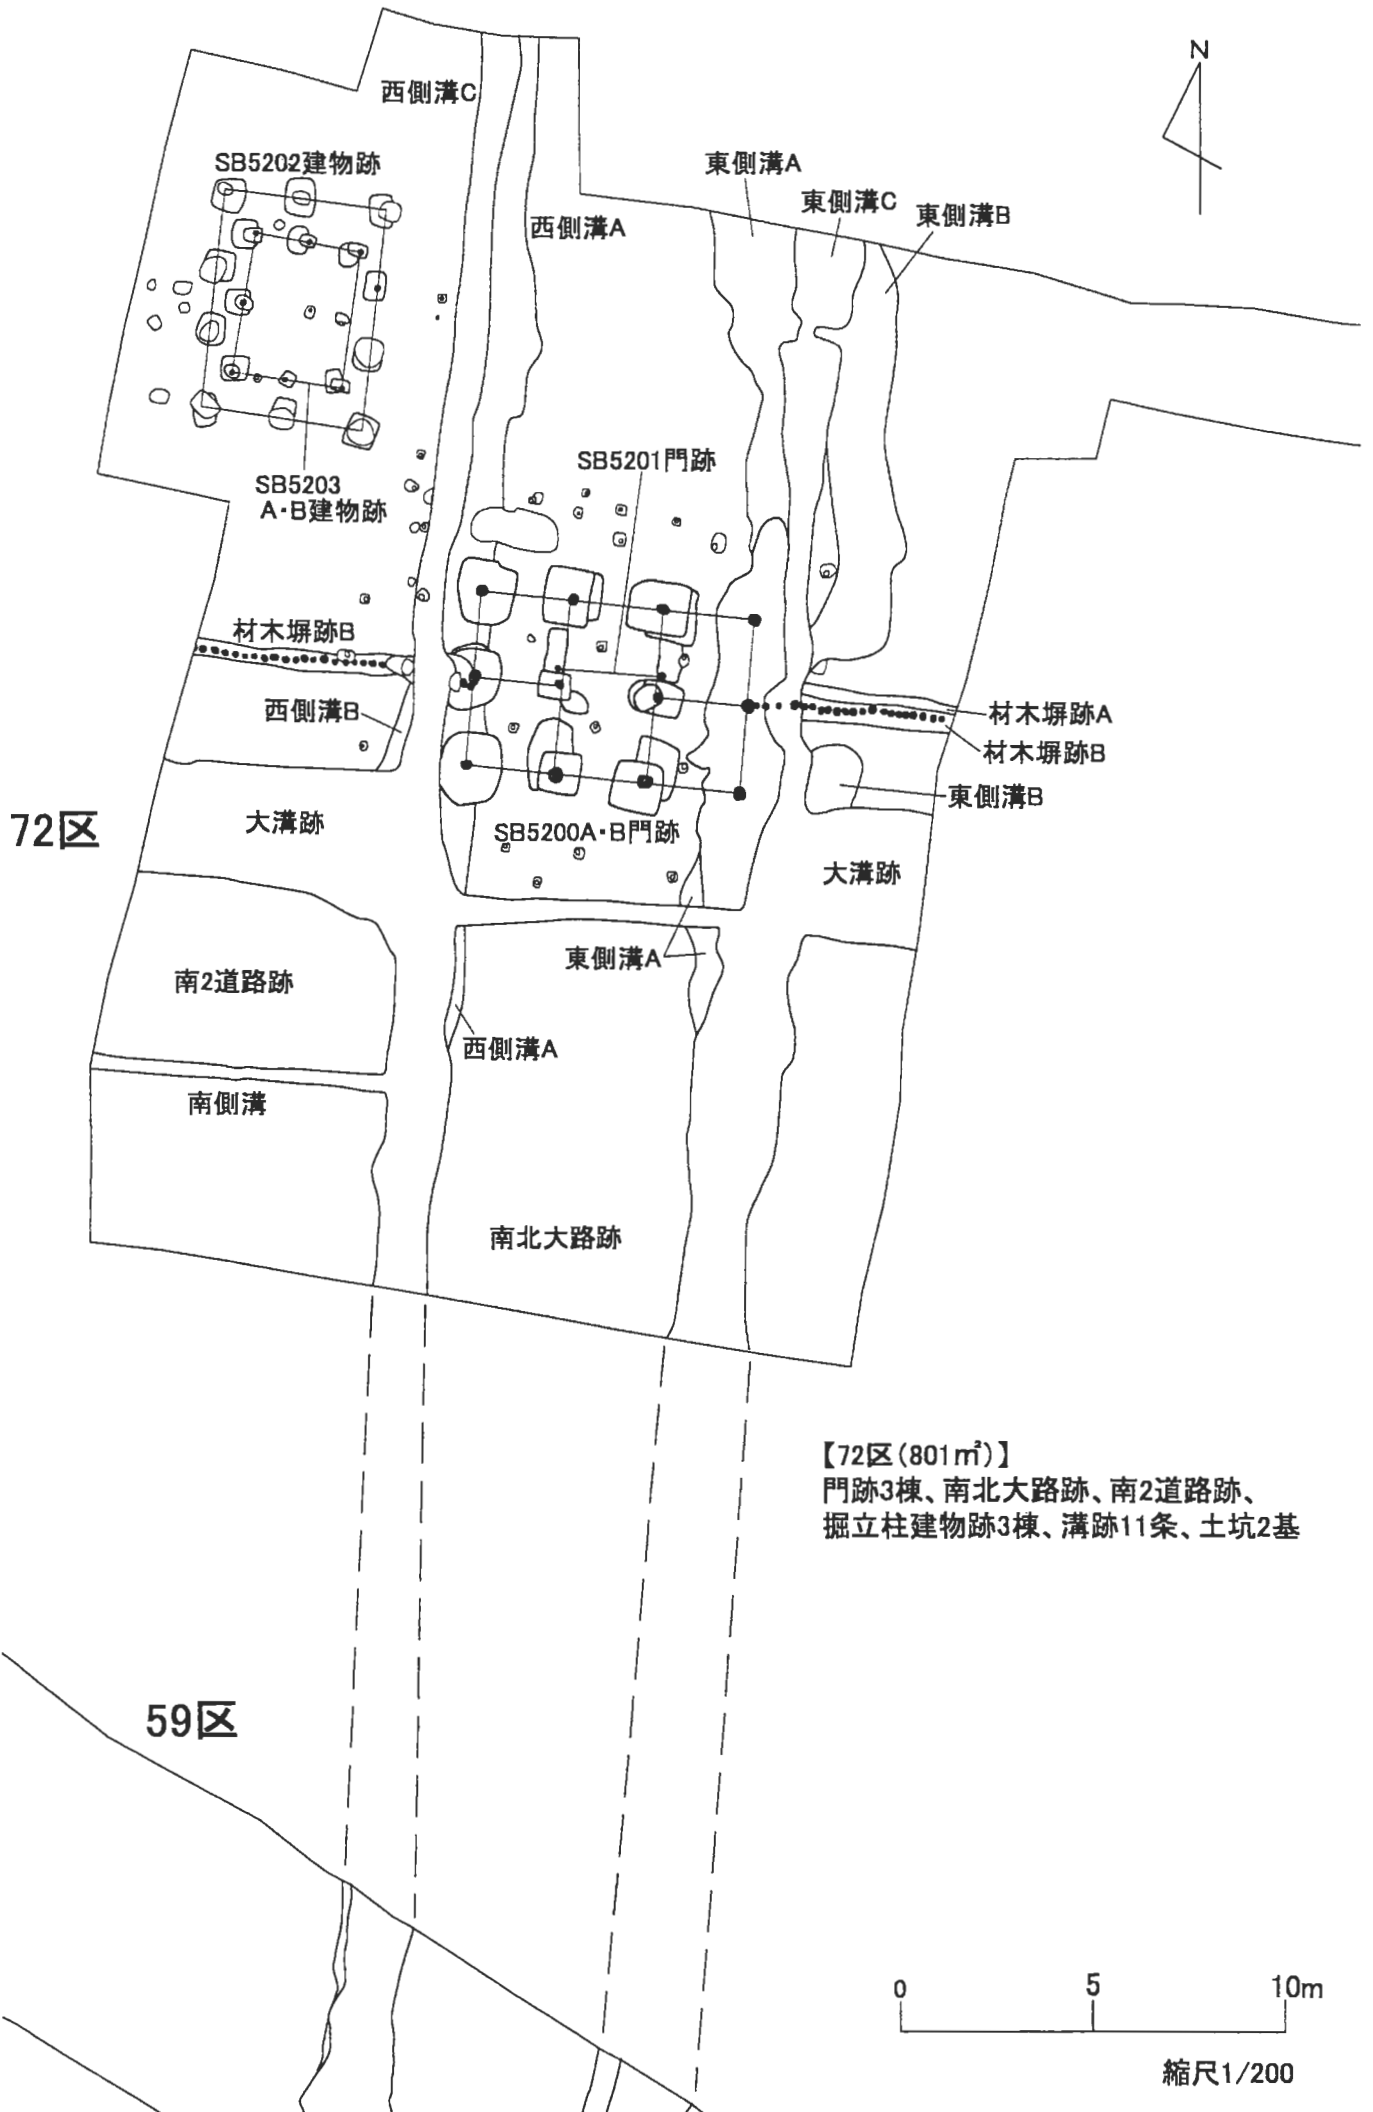 N
西側溝C
SB5202建物跡
東側溝A
東側溝C
東側溝B
西側溝A
SB5201門跡
SB5203
A・B建物跡
材木塀跡B
西側溝B
材木塀跡A
材木塀跡B
東側溝B
72区
大溝跡
SB5200A・B門跡
大溝跡
東側溝A
南2道路跡
西側溝A
南側溝
南北大路跡
【72区(801㎡)】
門跡3棟、南北大路跡、南2道路跡、
掘立柱建物跡3棟、溝跡11条、土坑2基
59区
0 5 10m
縮尺1/200